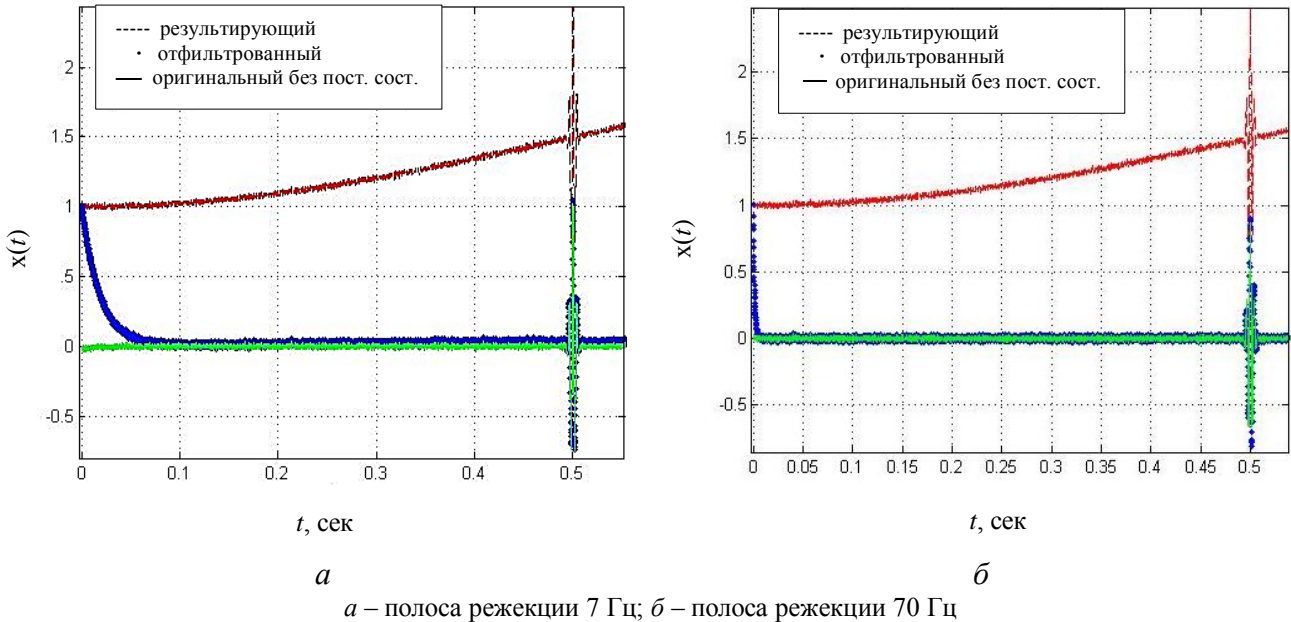 ----- результирующий
• отфильтрованный
— оригинальный без пост. сост.
2
1.5
1
.5
0
-0.5
x(t)
0 0.1 0.2 0.3 0.4 0.5
t, сек
а
----- результирующий
• отфильтрованный
— оригинальный без пост. сост.
2
1.5
1
0.5
0
-0.5
x(t)
0 0.05 0.1 0.15 0.2 0.25 0.3 0.35 0.4 0.45 0.5
t, сек
б
а – полоса режекции 7 Гц; б – полоса режекции 70 Гц